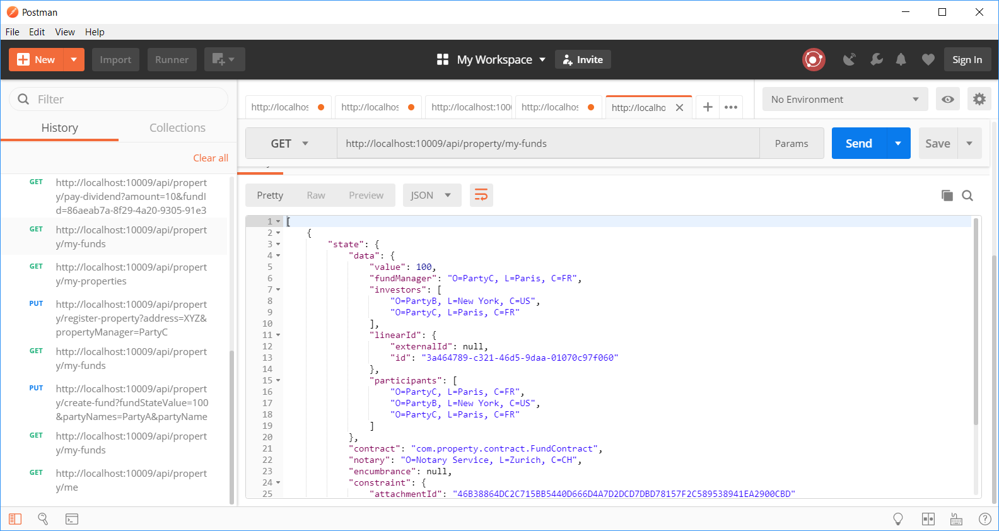 Postman
File Edit View Help
New Import Runner My Workspace Invite Sign In
Filter
History Collections
Clear all
GET http://localhost:10009/api/propert
y/pay-dividend?amount=10&fundI
d=86aeab7a-8f29-4a20-9305-91e3
GET http://localhost:10009/api/propert
y/my-funds
GET http://localhost:10009/api/propert
y/my-properties
PUT http://localhost:10009/api/propert
y/register-property?address=XYZ&
propertyManager=PartyC
GET http://localhost:10009/api/propert
y/my-funds
PUT http://localhost:10009/api/propert
y/create-fund?fundStateValue=100
&partyNames=PartyA&partyName
GET http://localhost:10009/api/propert
y/my-funds
GET http://localhost:10009/api/propert
y/me
http://localhos http://localhos http://localhost:100 http://localhos http://localho
No Environment
GET http://localhost:10009/api/property/my-funds Params Send Save
Pretty Raw Preview JSON
1 [
2 {
3 "state": {
4 "data": {
5 "value": 100,
6 "fundManager": "O=PartyC, L=Paris, C=FR",
7 "investors": [
8 "O=PartyB, L=New York, C=US",
9 "O=PartyC, L=Paris, C=FR"
10 ],
11 "linearId": {
12 "externalId": null,
13 "id": "3a464789-c321-46d5-9daa-01070c97f060"
14 },
15 "participants": [
16 "O=PartyC, L=Paris, C=FR",
17 "O=PartyB, L=New York, C=US",
18 "O=PartyC, L=Paris, C=FR"
19 ]
20 },
21 "contract": "com.property.contract.FundContract",
22 "notary": "O=Notary Service, L=Zurich, C=CH",
23 "encumbrance": null,
24 "constraint": {
25 "attachmentId": "46B38864DC2C715BB5440D666D4A7D2DCD7DBD78157F2C589538941EA2900CBD"